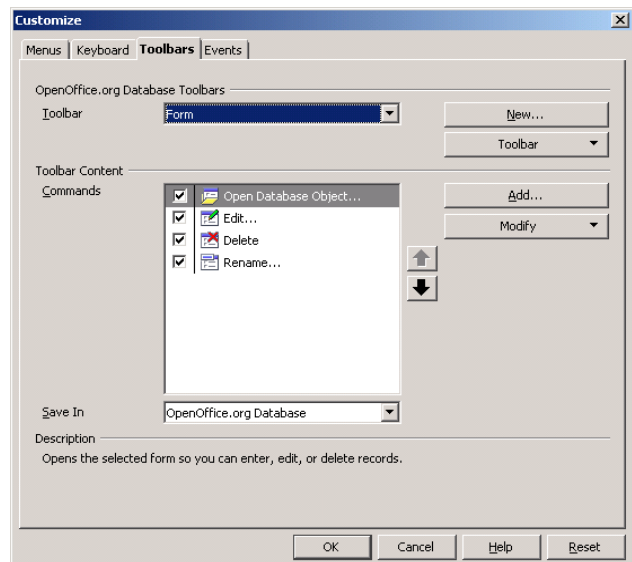 Customize
Menus Keyboard Toolbars Events
OpenOffice.org Database Toolbars
Toolbar Form New...
Toolbar
Toolbar Content
Commands Open Database Object... Add...
Edit... Modify
Delete
Rename...
Save In OpenOffice.org Database
Description
Opens the selected form so you can enter, edit, or delete records.
OK Cancel Help Reset